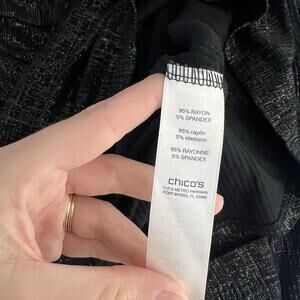 95% RAYON
5% SPANDEX
95% rayón
5% elastano
95% RAYONNE
5% SPANDEX
chico's
11215 METRO PARKWAY
FORT MYERS, FL 33966